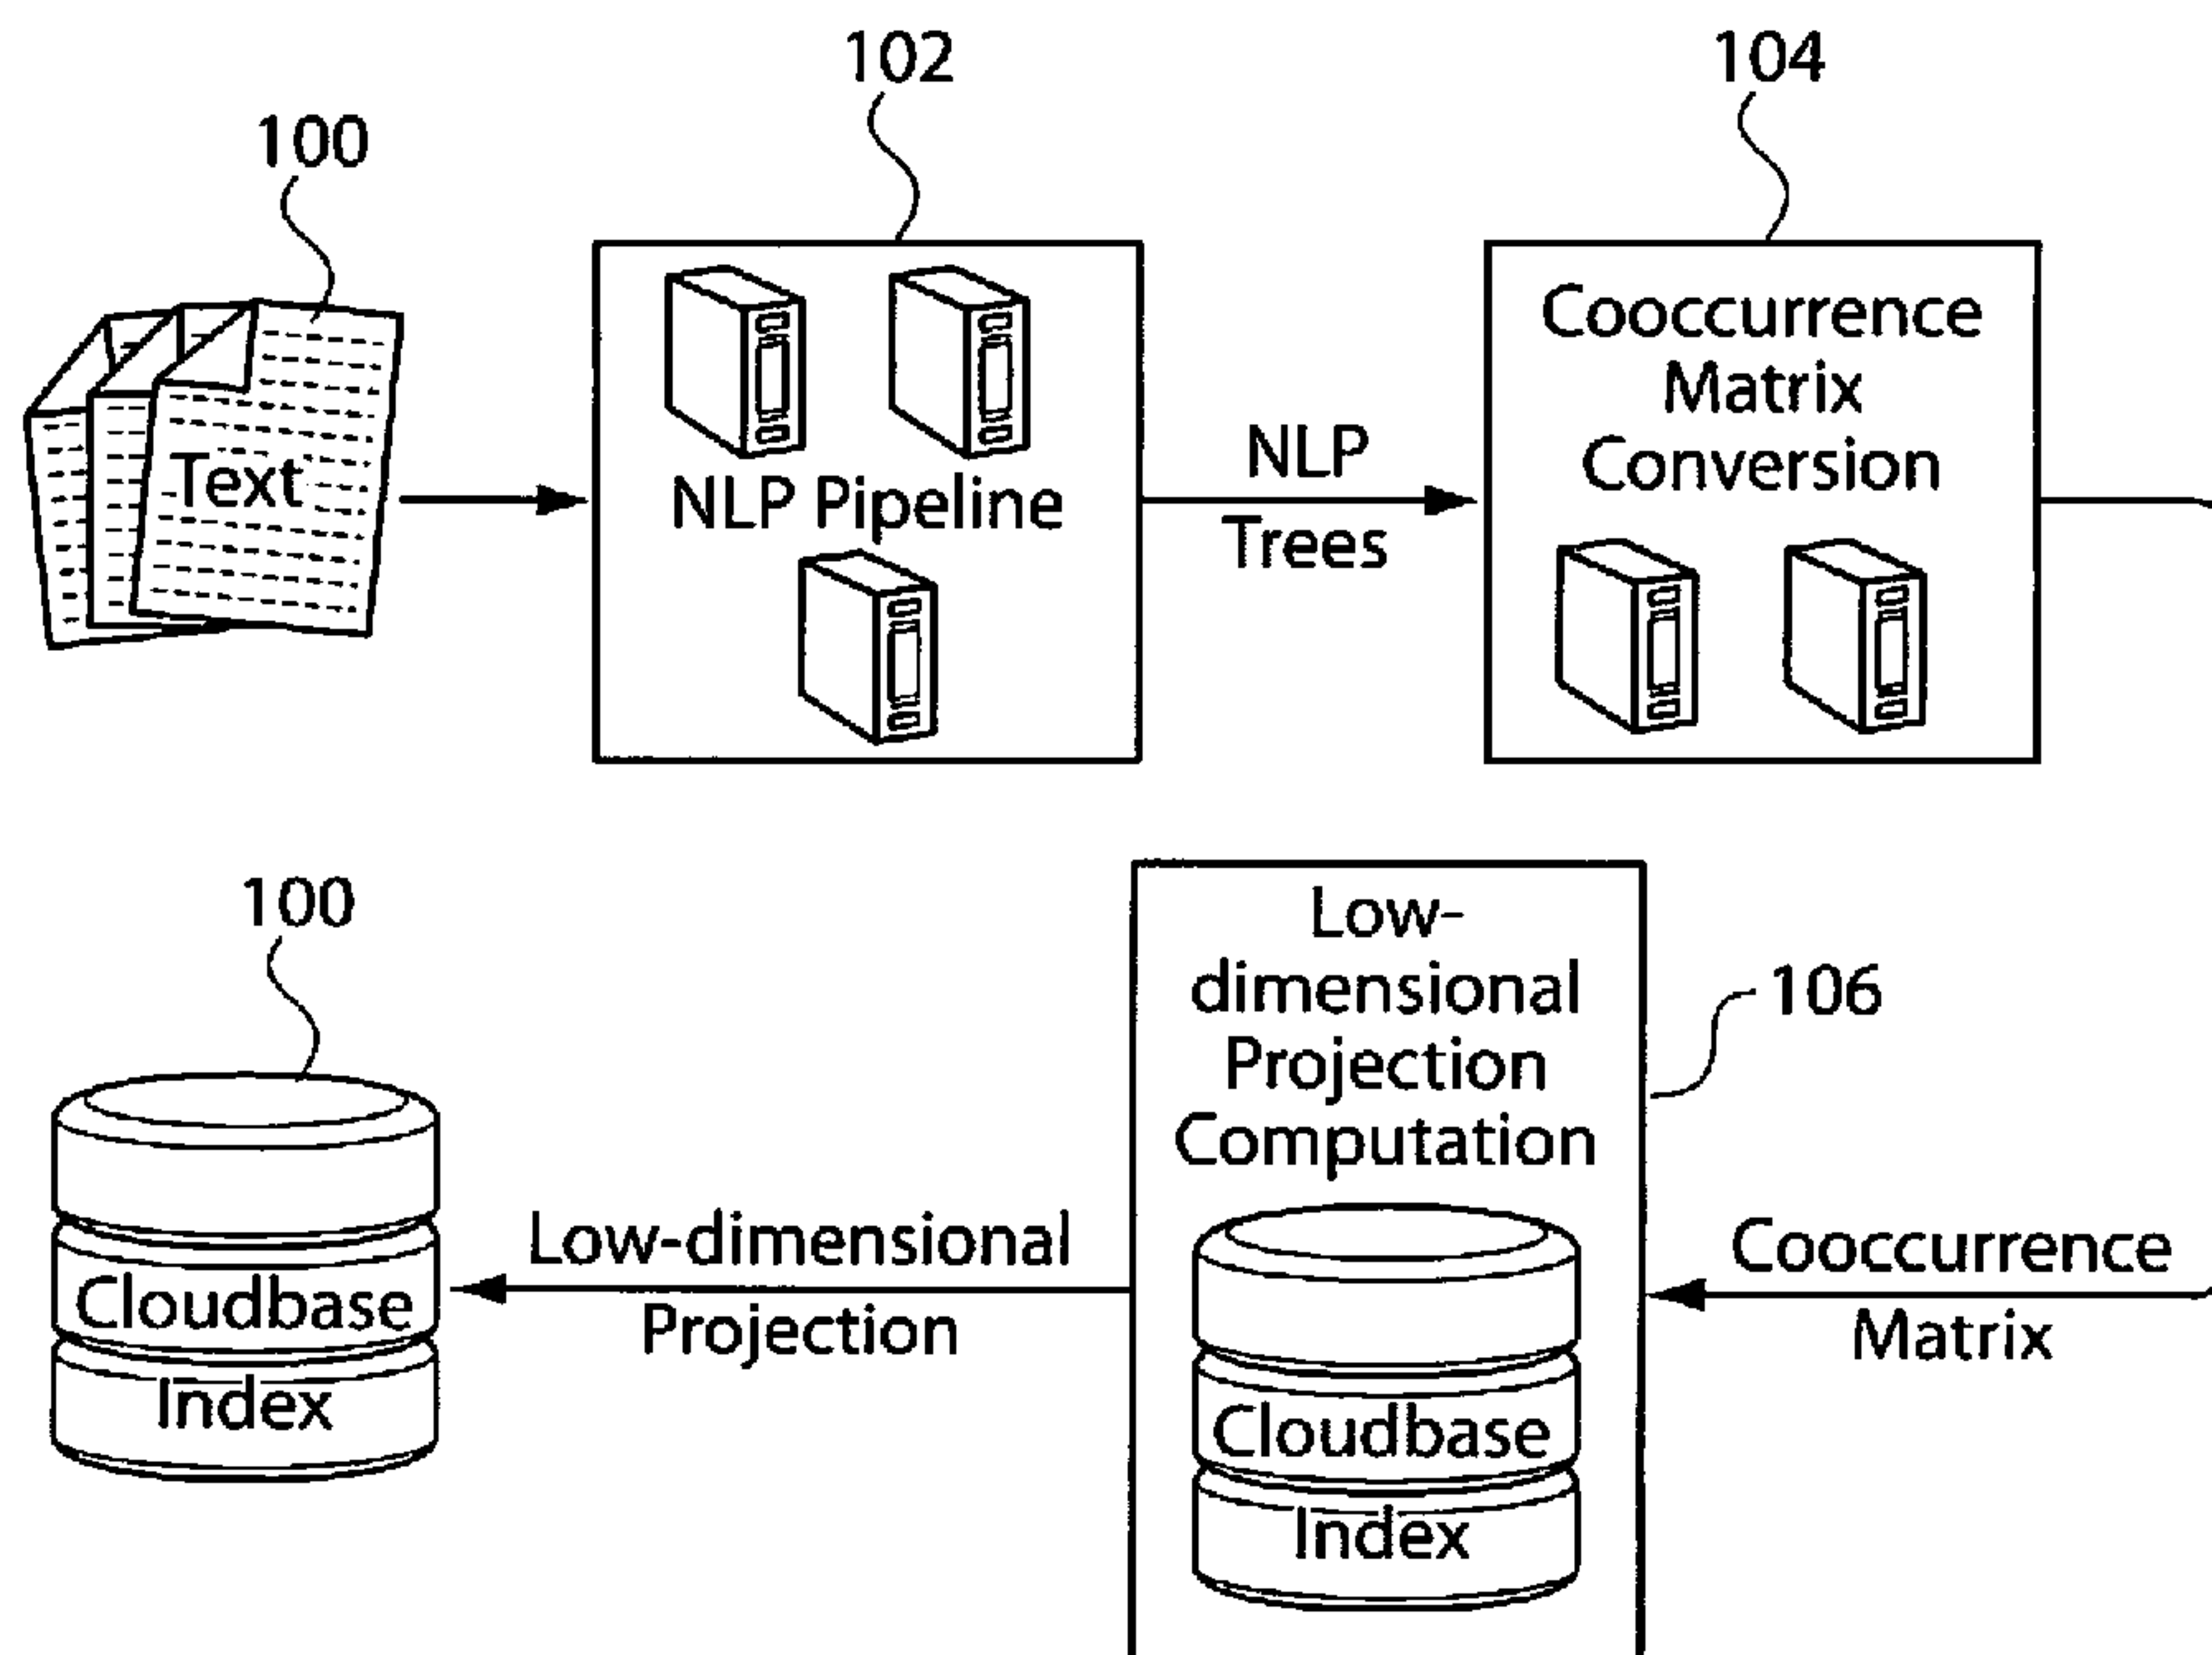 100
102
104
Text
NLP Pipeline
NLP
Trees
Cooccurrence
Matrix
Conversion
100
Cloudbase
Index
Low-dimensional
Projection
Low-
dimensional
Projection
Computation
Cloudbase
Index
106
Cooccurrence
Matrix